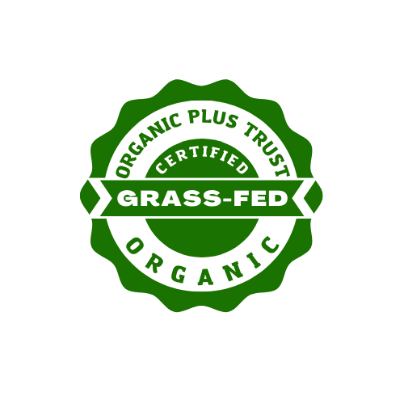 ORGANIC PLUS TRUST
CERTIFIED
GRASS-FED
ORGANIC